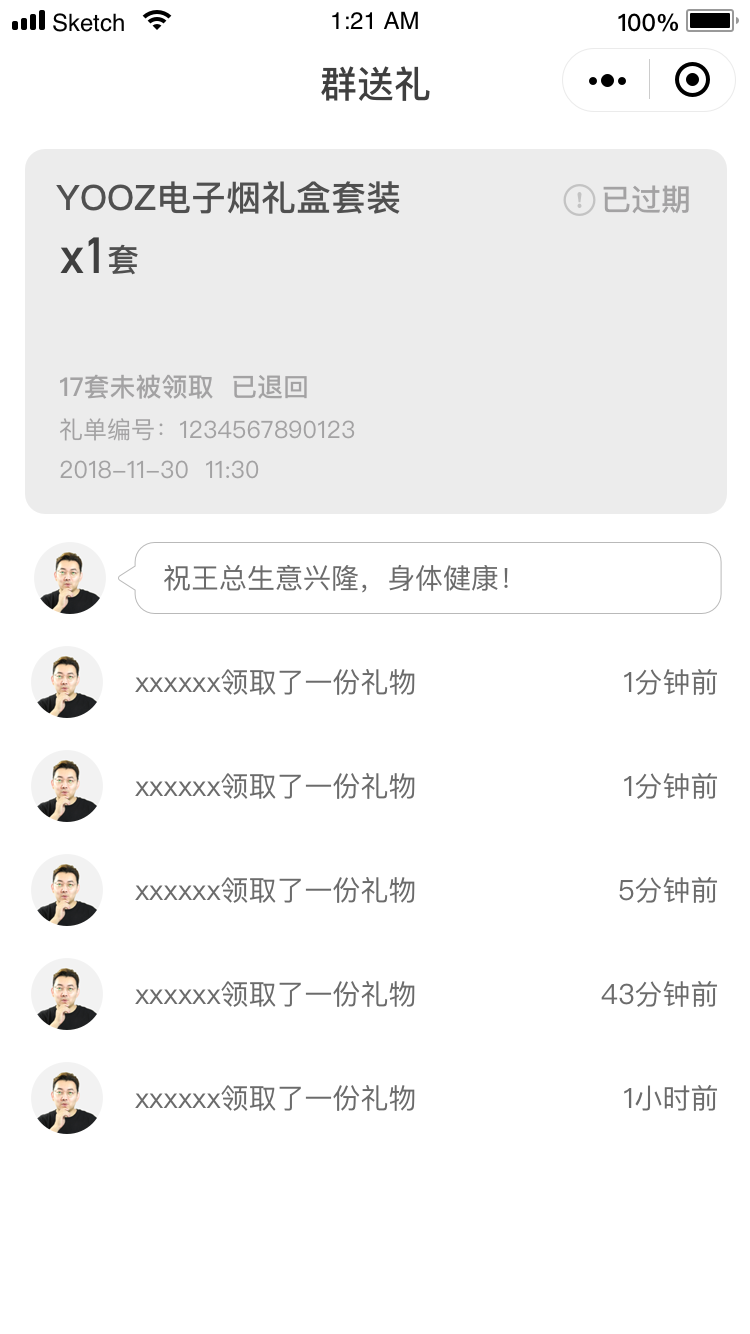 Sketch 1:21 AM 100%
群送礼
YOOZ电子烟礼盒套装 已过期
x1套
17套未被领取 已退回
礼单编号：1234567890123
2018-11-30 11:30
祝王总生意兴隆，身体健康！
xxxxxx领取了一份礼物 1分钟前
xxxxxx领取了一份礼物 1分钟前
xxxxxx领取了一份礼物 5分钟前
xxxxxx领取了一份礼物 43分钟前
xxxxxx领取了一份礼物 1小时前